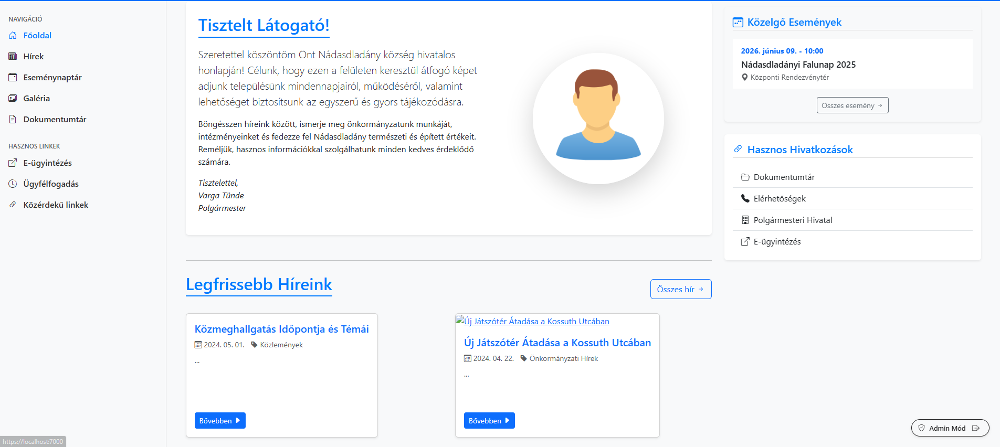 NAVIGÁCIÓ
Főoldal
Hírek
Eseménynaptár
Galéria
Dokumentumtár
HASZNOS LINKEK
E-ügyintézés
Ügyfélfogadás
Közérdekű linkek
Tisztelt Látogató!
Szeretettel köszöntöm Önt Nádasdladány község hivatalos
honlapján! Célunk, hogy ezen a felületen keresztül átfogó képet
adjunk településünk mindennapjairól, működéséről, valamint
lehetőséget biztosítsunk az egyszerű és gyors tájékozódásra.
Böngésszen híreink között, ismerje meg önkormányzatunk munkáját,
intézményeinket és fedezze fel Nádasdladány természeti és épített értékeit.
Reméljük, hasznos információkkal szolgálhatunk minden kedves érdeklődő
számára.
Tisztelettel,
Varga Tünde
Polgármester
Legfrissebb Híreink
Összes hír
Közmeghallgatás Időpontja és Témái
2024. 05. 01. Közlemények
...
Bővebben
Új Játszótér Átadása a Kossuth Utcában
Új Játszótér Átadása a Kossuth Utcában
2024. 04. 22. Önkormányzati Hírek
...
Bővebben
Közelgő Események
2026. június 09. - 10:00
Nádasdladányi Falunap 2025
Központi Rendezvénytér
Összes esemény
Hasznos Hivatkozások
Dokumentumtár
Elérhetőségek
Polgármesteri Hivatal
E-ügyintézés
Admin Mód
https://localhost:7000